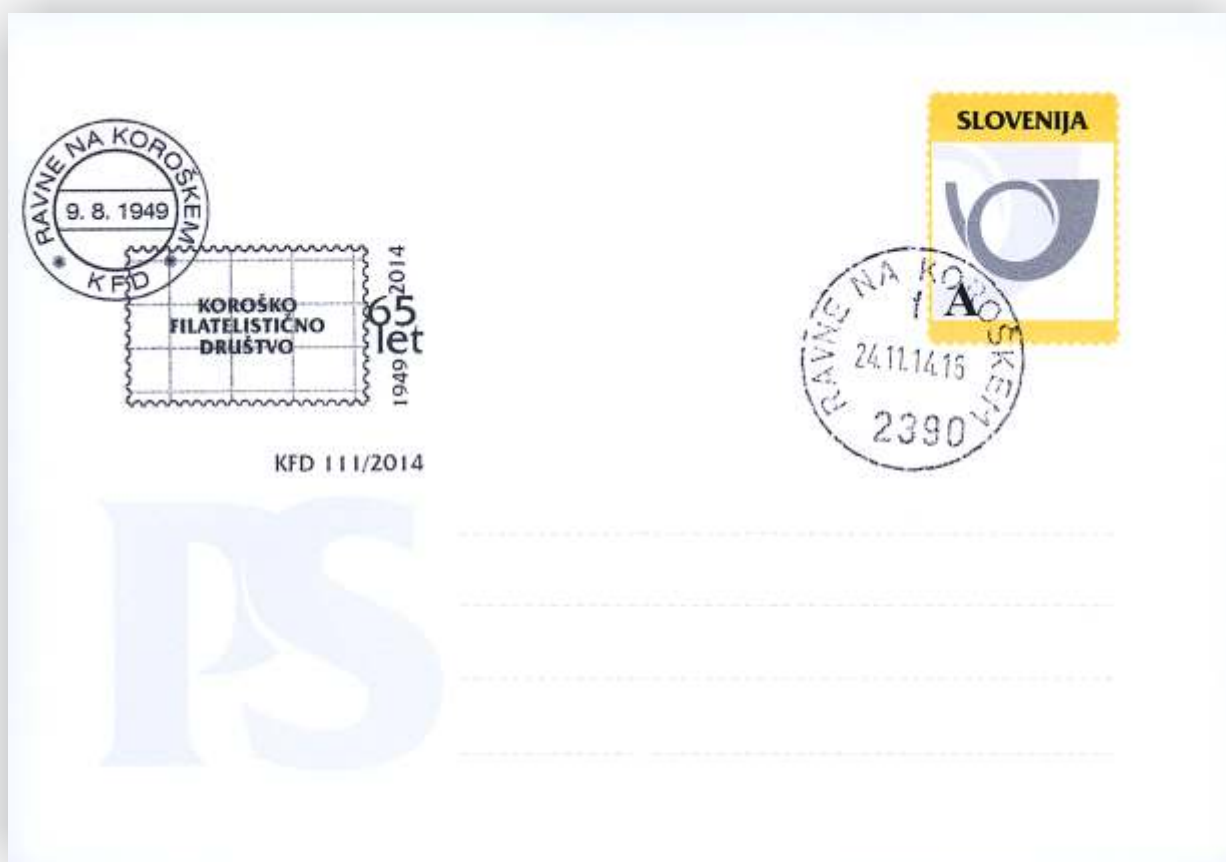 RAVNE NA KOROŠKEM
9. 8. 1949
* KFD *
KOROŠKO
FILATELISTIČNO
DRUŠTVO
65
let
1949 2014
KFD 111/2014
SLOVENIJA
A
RAVNE NA KOROŠKEM
1
24.11.14.16
2390
PS